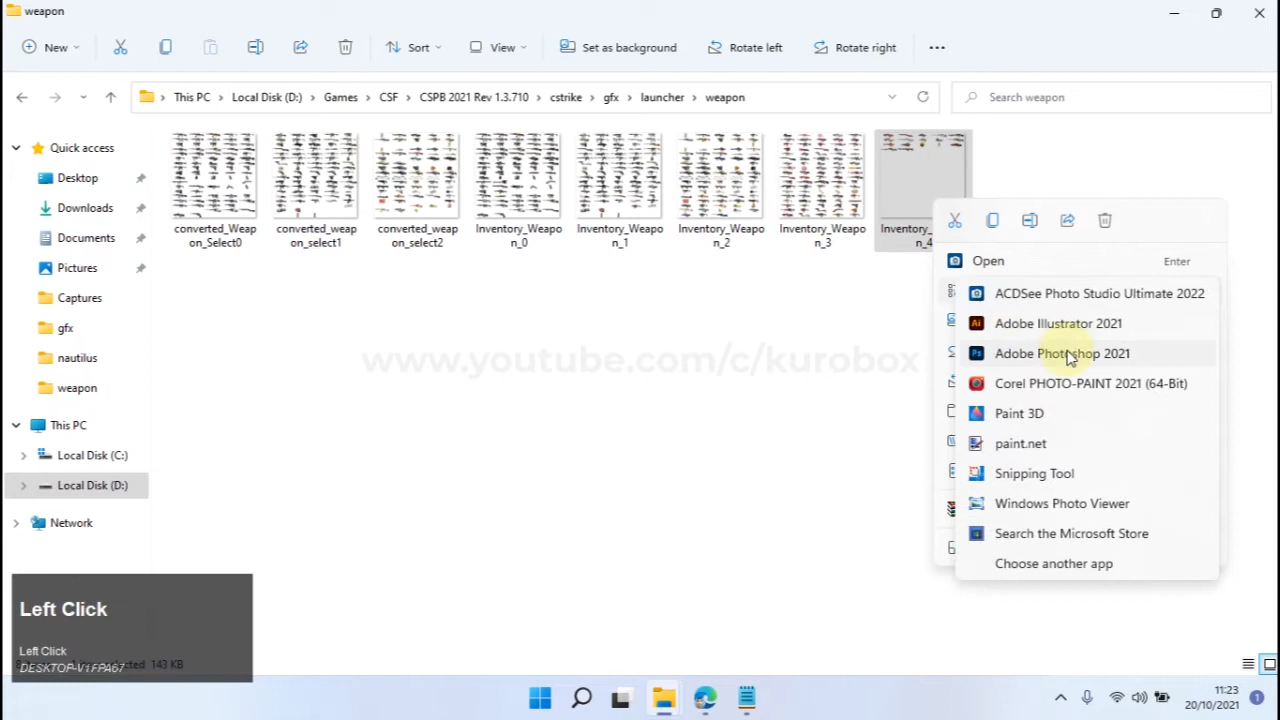 weapon
New
Sort
View
Set as background
Rotate left
Rotate right
This PC > Local Disk (D:) > Games > CSF > CSPB 2021 Rev 1.3.710 > cstrike > gfx > launcher > weapon
Search weapon
Quick access
Desktop
Downloads
Documents
Pictures
Captures
gfx
nautilus
weapon
This PC
Local Disk (C:)
Local Disk (D:)
Network
converted_Weap
on_Select0
converted_weap
on_select1
converted_weap
on_select2
Inventory_Weapo
n_0
Inventory_Weapo
n_1
Inventory_Weapo
n_2
Inventory_Weapo
n_3
Inventory_
n_4
Open Enter
ACDSee Photo Studio Ultimate 2022
Adobe Illustrator 2021
Adobe Photoshop 2021
Corel PHOTO-PAINT 2021 (64-Bit)
Paint 3D
paint.net
Snipping Tool
Windows Photo Viewer
Search the Microsoft Store
Choose another app
www.youtube.com/c/kurobox
Left Click
Left Click
DESKTOP-V1FPA67
selected 143 KB
11:23
20/10/2021
1